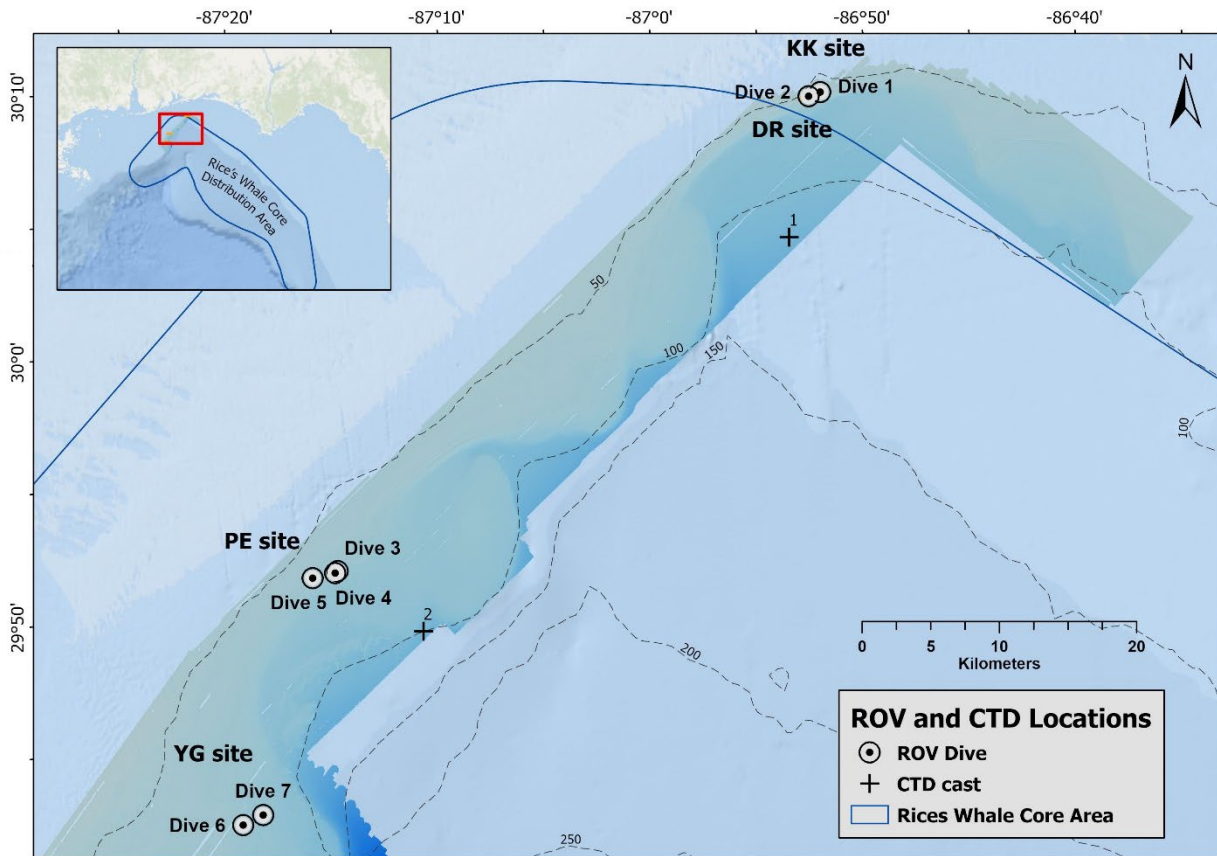 -87°20'
-87°10'
-87°0'
-86°50'
-86°40'
KK site
N
30°10'
Dive 2
Dive 1
DR site
Rice's Whale Core
Distribution Area
1
50
100
150
30°0'
100
PE site
Dive 3
Dive 5
Dive 4
29°50'
2
200
0
5
10
20
Kilometers
YG site
Dive 7
Dive 6
250
ROV and CTD Locations
ROV Dive
CTD cast
Rices Whale Core Area